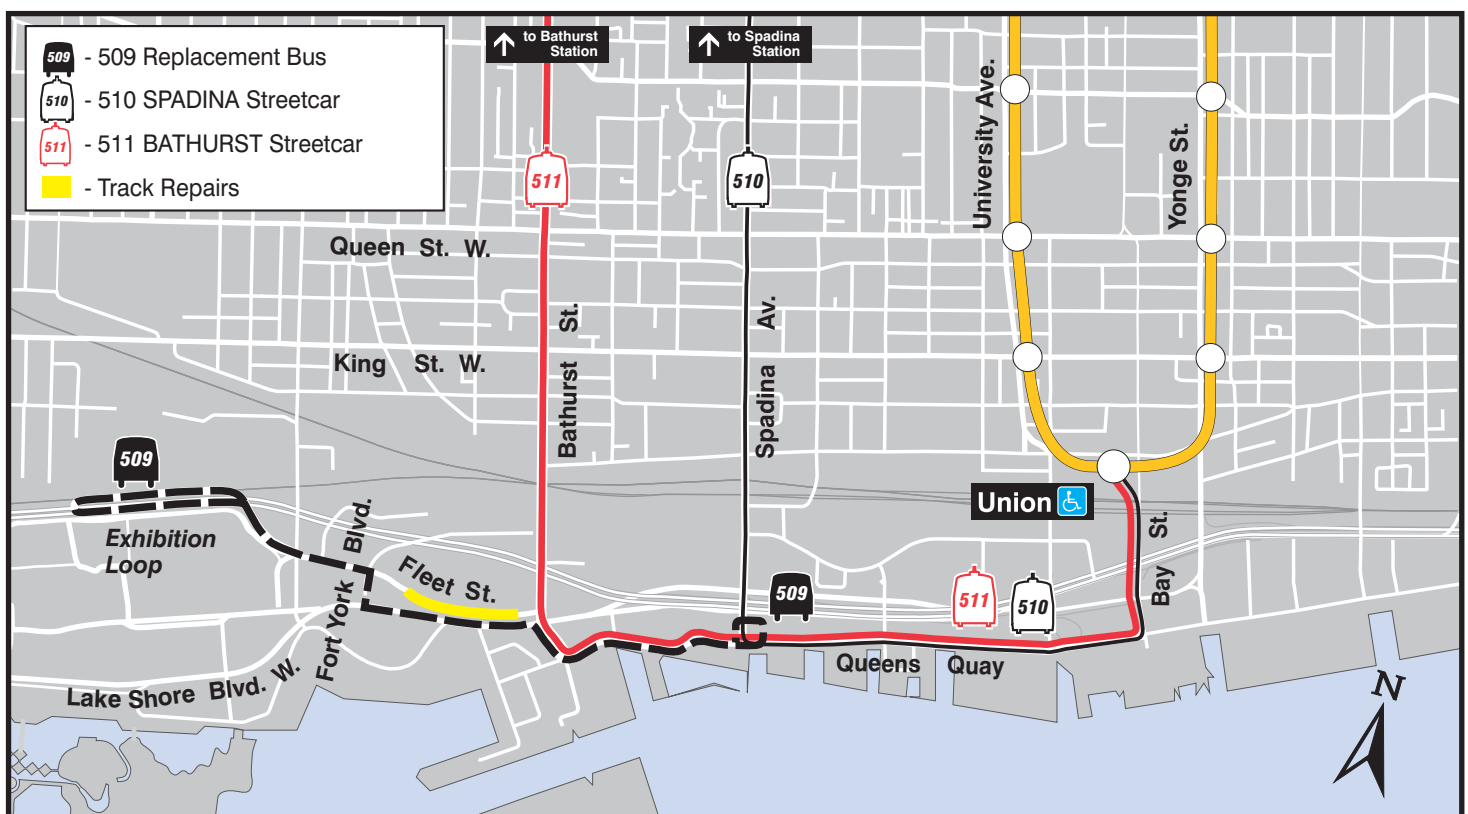 509 - 509 Replacement Bus
510 - 510 SPADINA Streetcar
511 - 511 BATHURST Streetcar
- Track Repairs
to Bathurst
Station
to Spadina
Station
511
510
University Ave.
Yonge St.
Queen St. W.
King St. W.
Bathurst St.
Spadina Av.
509
Exhibition
Loop
Fort York Blvd.
Fleet St.
Lake Shore Blvd. W.
509
511
510
Union
Bay St.
Queens Quay
N